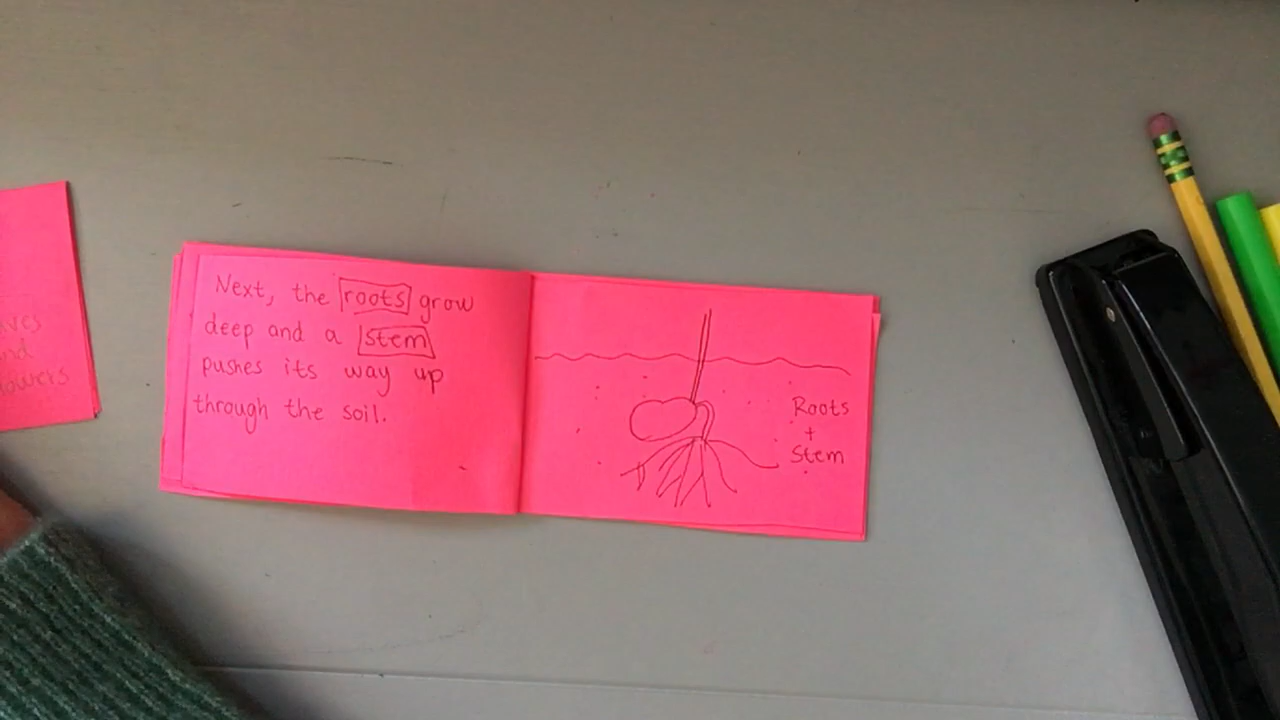 Next, the roots grow
deep and a stem
pushes its way up
through the soil.
Roots
+
Stem